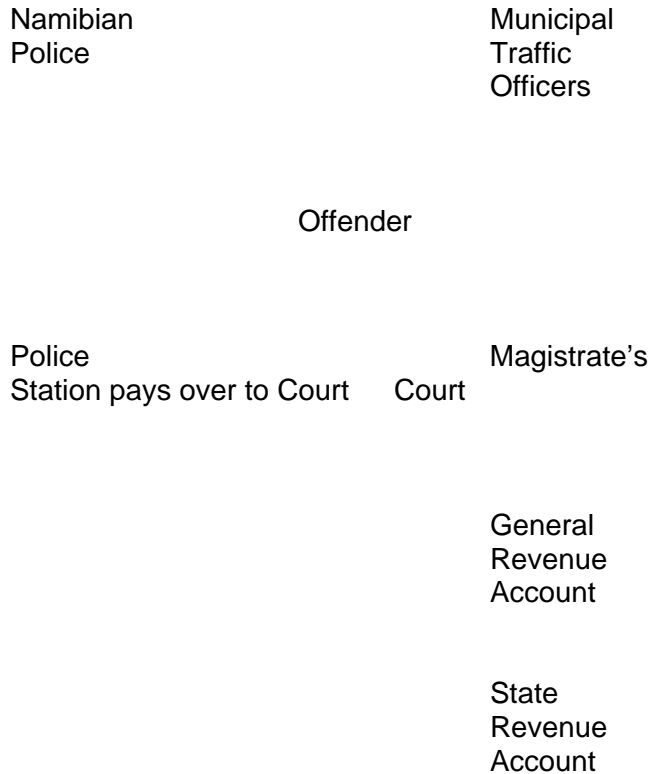 Namibian Municipal
Police Traffic
Officers
Offender
Police Magistrate’s
Station pays over to Court Court
General
Revenue
Account
State
Revenue
Account